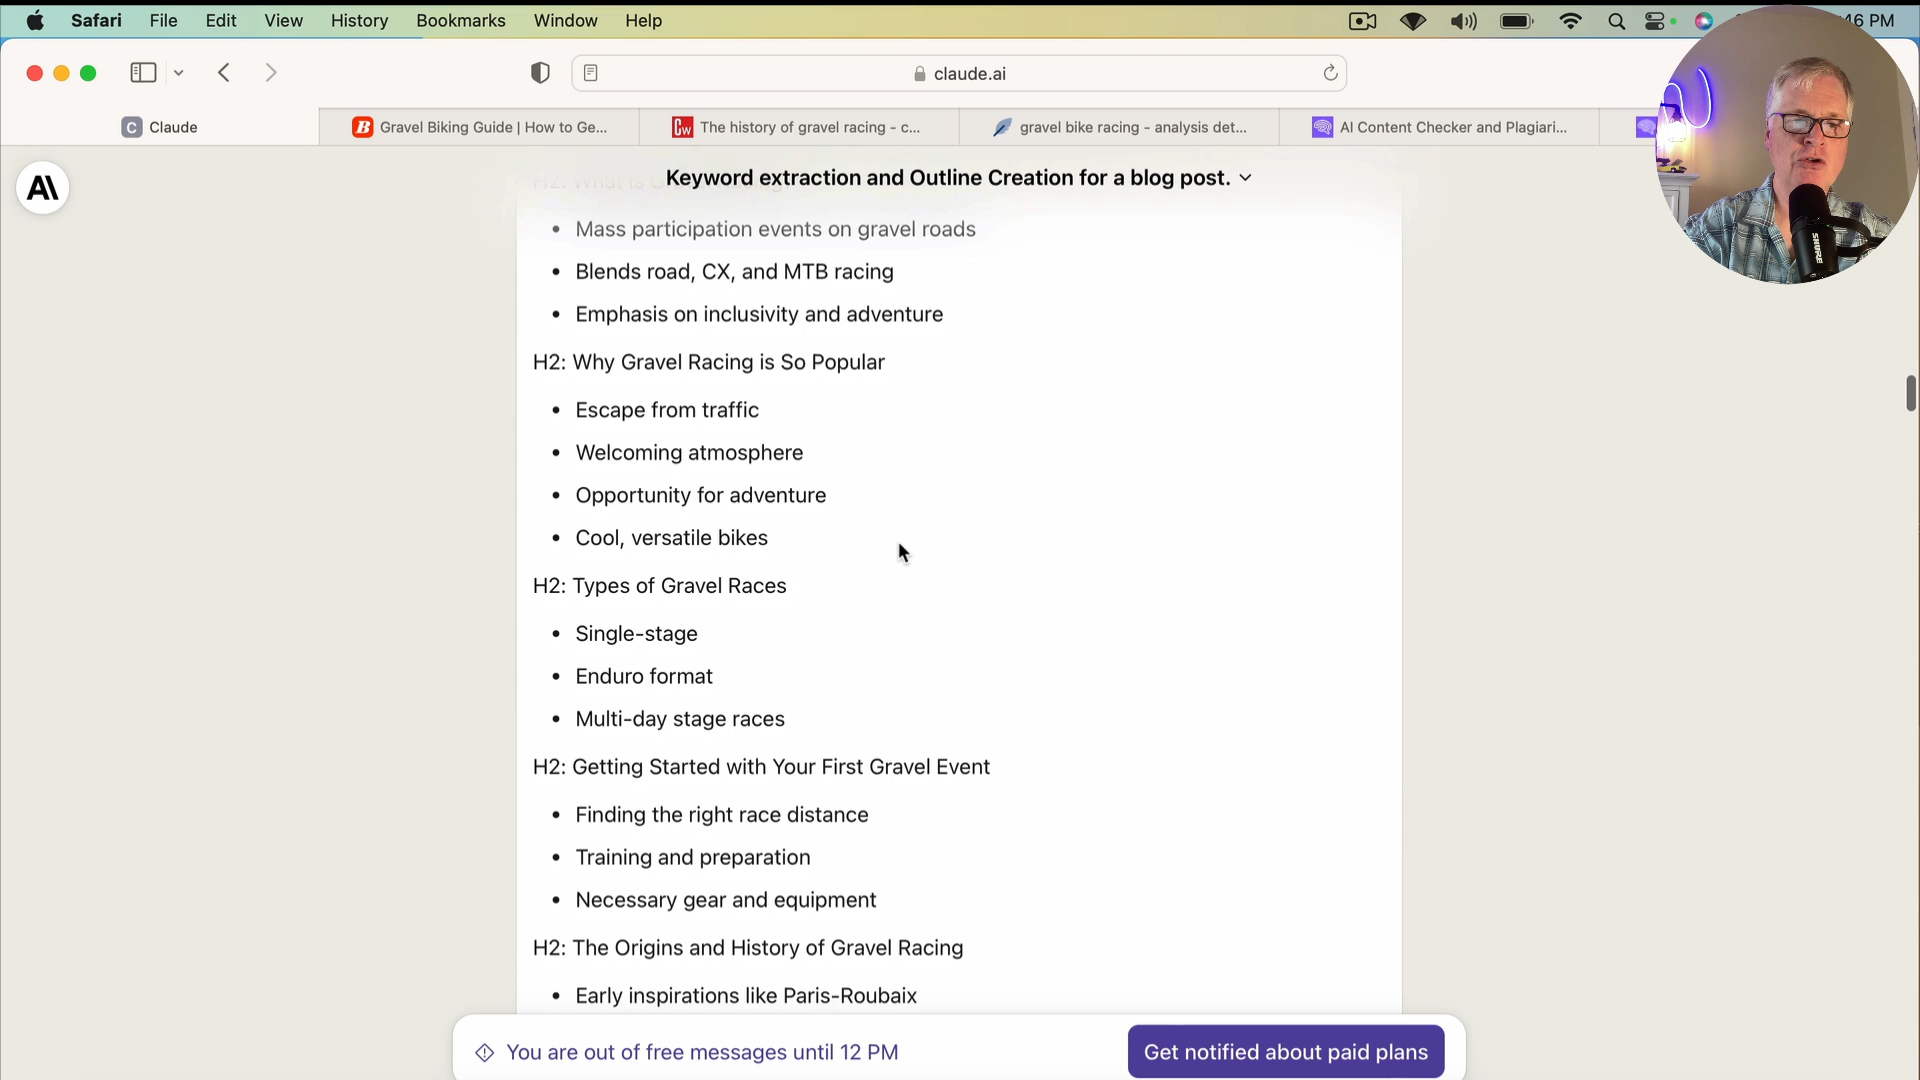 Safari File Edit View History Bookmarks Window Help
46 PM
claude.ai
C Claude
B Gravel Biking Guide | How to Ge...
Cw The history of gravel racing - c...
gravel bike racing - analysis det...
AI Content Checker and Plagiari...
Keyword extraction and Outline Creation for a blog post.
• Mass participation events on gravel roads
• Blends road, CX, and MTB racing
• Emphasis on inclusivity and adventure
H2: Why Gravel Racing is So Popular
• Escape from traffic
• Welcoming atmosphere
• Opportunity for adventure
• Cool, versatile bikes
H2: Types of Gravel Races
• Single-stage
• Enduro format
• Multi-day stage races
H2: Getting Started with Your First Gravel Event
• Finding the right race distance
• Training and preparation
• Necessary gear and equipment
H2: The Origins and History of Gravel Racing
• Early inspirations like Paris-Roubaix
You are out of free messages until 12 PM
Get notified about paid plans
SHURE